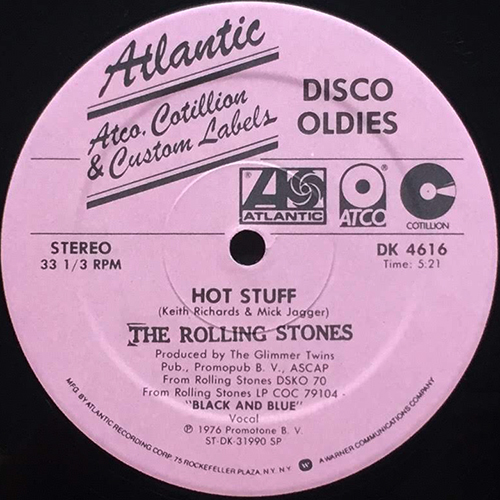 Atlantic
Atco, Cotillion
& Custom Labels
DISCO
OLDIES
ATLANTIC
ATCO
COTILLION
STEREO
33 1/3 RPM
DK 4616
Time: 5:21
HOT STUFF
(Keith Richards & Mick Jagger)
THE ROLLING STONES
Produced by The Glimmer Twins
Pub., Promopub B. V., ASCAP
From Rolling Stones DSKO 70
From Rolling Stones LP COC 79104 -
"BLACK AND BLUE"
Vocal
℗ 1976 Promotone B. V.
ST-DK-31990 SP
MFG. BY ATLANTIC RECORDING CORP. 75 ROCKEFELLER PLAZA, N.Y. N.Y. W A WARNER COMMUNICATIONS COMPANY